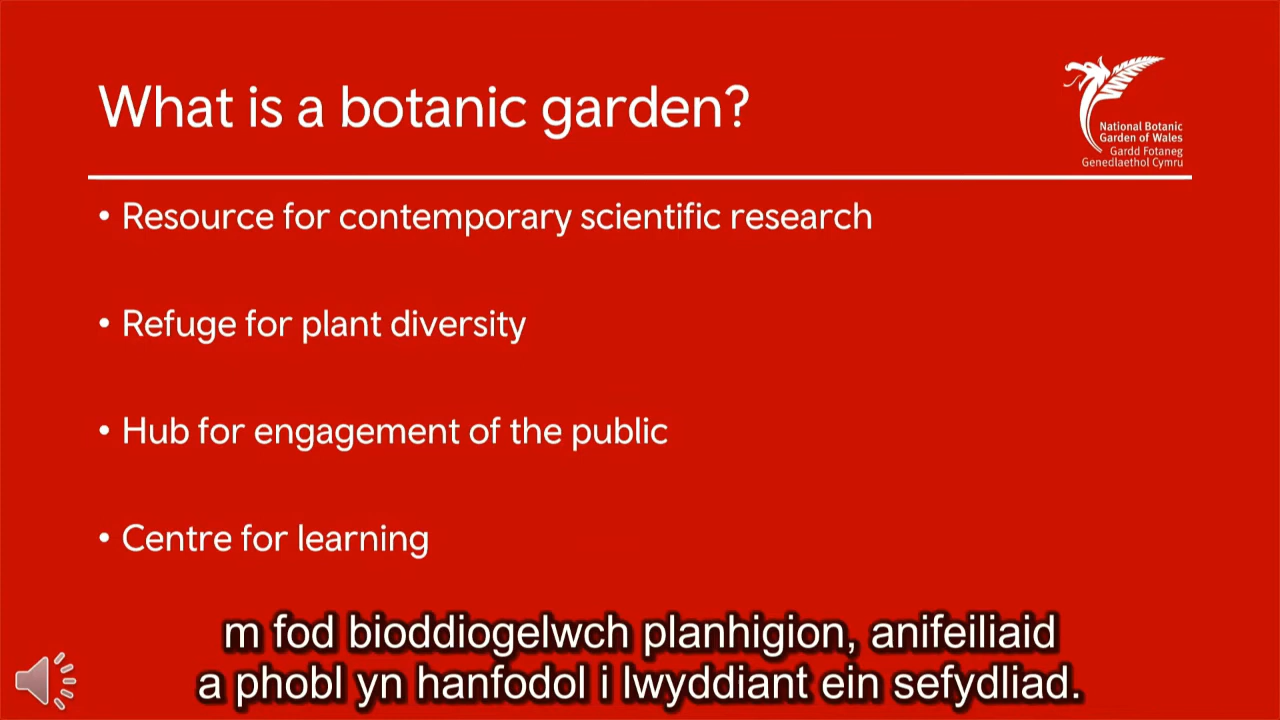 What is a botanic garden?
National Botanic
Garden of Wales
Gardd Fotaneg
Genedlaethol Cymru
• Resource for contemporary scientific research
• Refuge for plant diversity
• Hub for engagement of the public
• Centre for learning
m fod bioddiogelwch planhigion, anifeiliaid
a phobl yn hanfodol i lwyddiant ein sefydliad.